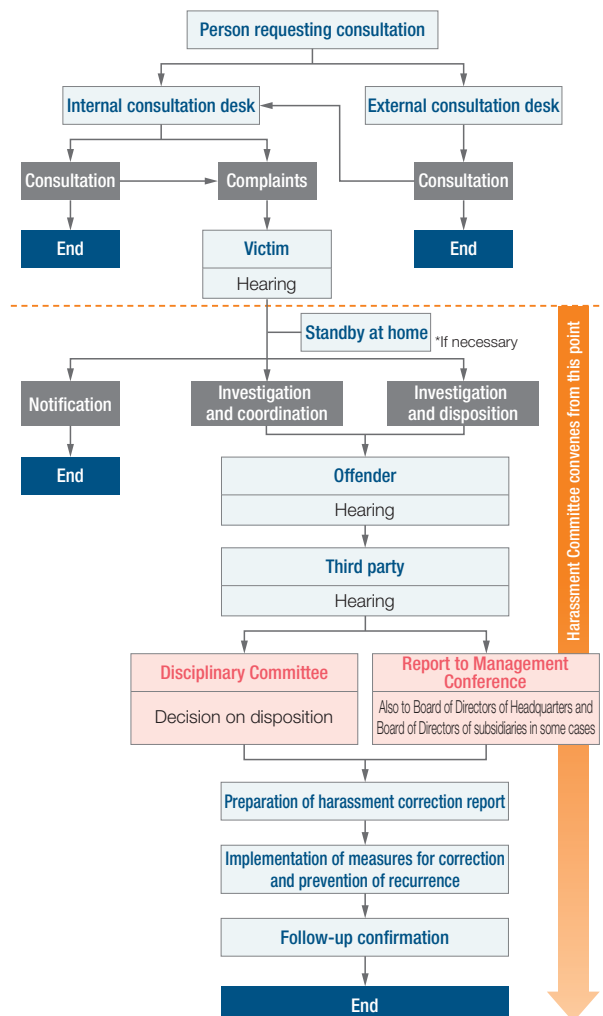 Person requesting consultation
Internal consultation desk
External consultation desk
Consultation
Complaints
Consultation
End
Victim
Hearing
End
Harassment Committee convenes from this point
Standby at home
*If necessary
Notification
Investigation
and coordination
Investigation
and disposition
End
Offender
Hearing
Third party
Hearing
Disciplinary Committee
Decision on disposition
Report to Management
Conference
Also to Board of Directors of Headquarters and
Board of Directors of subsidiaries in some cases
Preparation of harassment correction report
Implementation of measures for correction
and prevention of recurrence
Follow-up confirmation
End